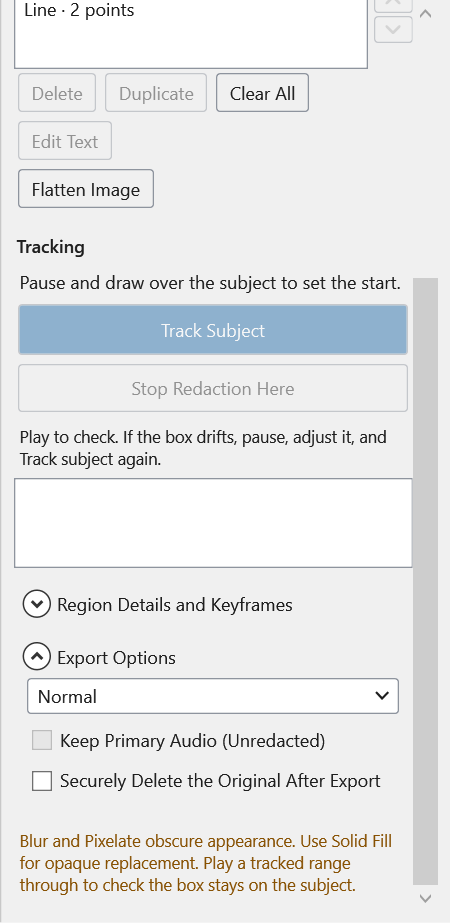 Line · 2 points
Delete Duplicate Clear All
Edit Text
Flatten Image
Tracking
Pause and draw over the subject to set the start.
Track Subject
Stop Redaction Here
Play to check. If the box drifts, pause, adjust it, and
Track subject again.
Region Details and Keyframes
Export Options
Normal
Keep Primary Audio (Unredacted)
Securely Delete the Original After Export
Blur and Pixelate obscure appearance. Use Solid Fill
for opaque replacement. Play a tracked range
through to check the box stays on the subject.